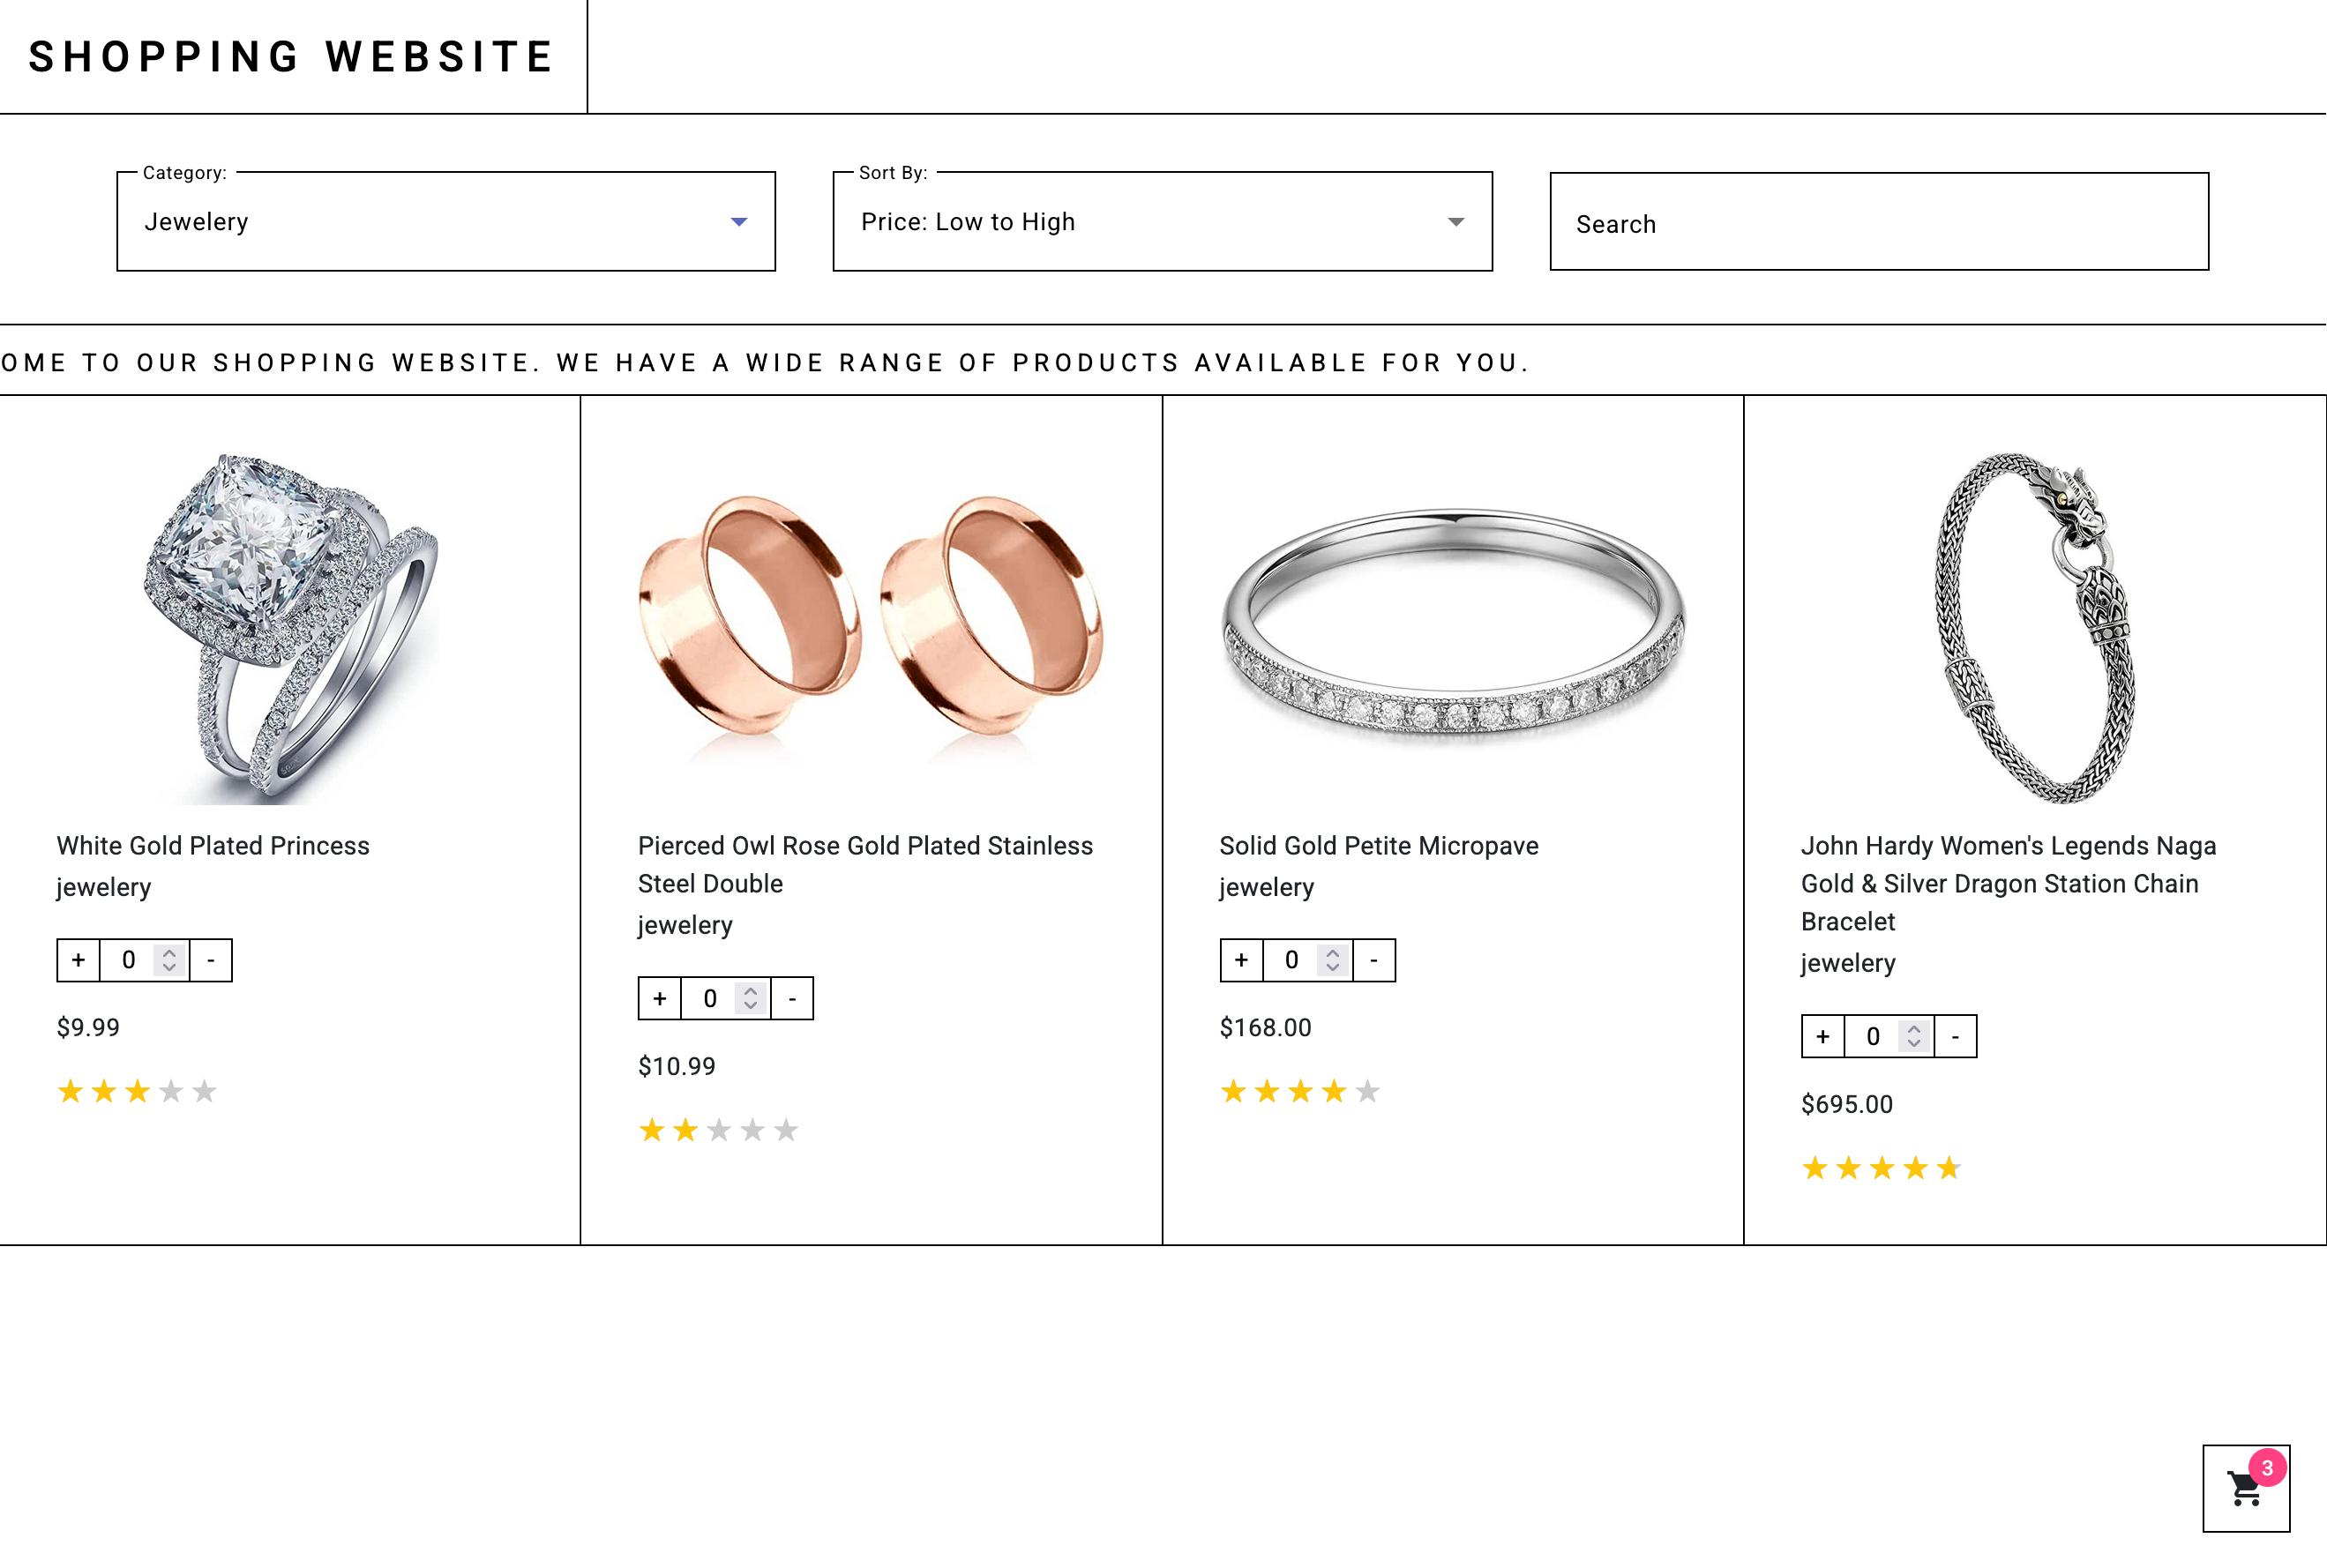 SHOPPING WEBSITE
Category:
Jewelery
Sort By:
Price: Low to High
Search
OME TO OUR SHOPPING WEBSITE. WE HAVE A WIDE RANGE OF PRODUCTS AVAILABLE FOR YOU.
White Gold Plated Princess
jewelery
+ 0 -
$9.99
Pierced Owl Rose Gold Plated Stainless
Steel Double
jewelery
+ 0 -
$10.99
Solid Gold Petite Micropave
jewelery
+ 0 -
$168.00
John Hardy Women's Legends Naga
Gold & Silver Dragon Station Chain
Bracelet
jewelery
+ 0 -
$695.00
3